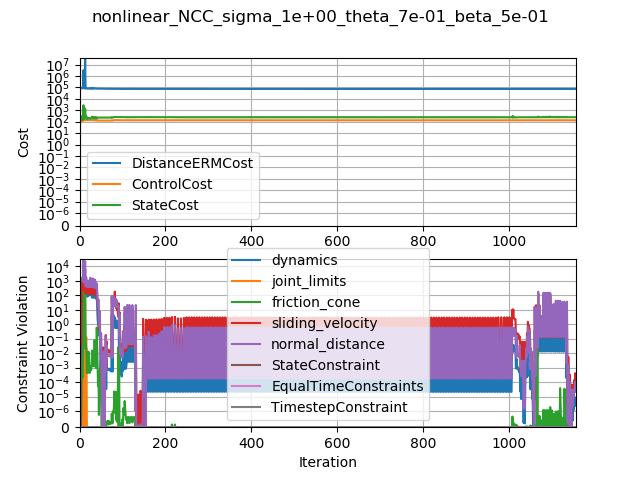 nonlinear_NCC_sigma_1e+00_theta_7e-01_beta_5e-01
Cost
10^7
10^6
10^5
10^4
10^3
10^2
10^1
10^0
10^-1
10^-2
10^-3
10^-4
10^-5
10^-6
0
DistanceERMCost
ControlCost
StateCost
0 200 400 600 800 1000
Constraint Violation
10^4
10^3
10^2
10^1
10^0
10^-1
10^-2
10^-3
10^-4
10^-5
10^-6
0
dynamics
joint_limits
friction_cone
sliding_velocity
normal_distance
StateConstraint
EqualTimeConstraints
TimestepConstraint
0 200 400 600 800 1000
Iteration